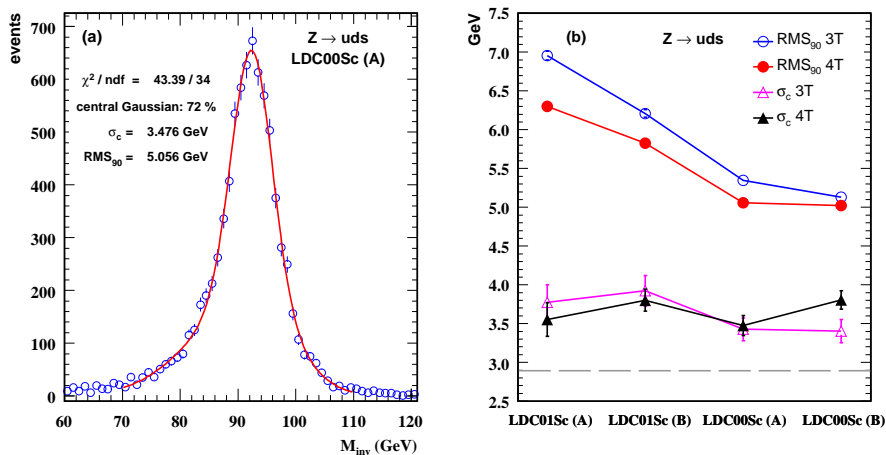 events
700
600
500
400
300
200
100
0
(a)
Z → uds
LDC00Sc (A)
χ² / ndf = 43.39 / 34
central Gaussian: 72 %
σc = 3.476 GeV
RMS90 = 5.056 GeV
60 70 80 90 100 110 120
Minv (GeV)
GeV
7.0
6.5
6.0
5.5
5.0
4.5
4.0
3.5
3.0
2.5
(b)
Z → uds
RMS90 3T
RMS90 4T
σc 3T
σc 4T
LDC01Sc (A) LDC01Sc (B) LDC00Sc (A) LDC00Sc (B)